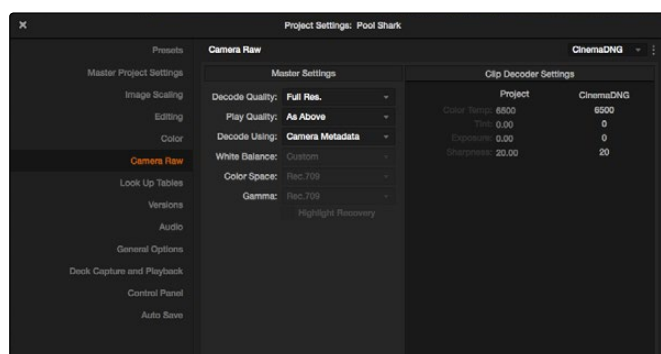 Project Settings: Pool Shark
Presets
Master Project Settings
Image Scaling
Editing
Color
Camera Raw
Look Up Tables
Versions
Audio
General Options
Deck Capture and Playback
Control Panel
Auto Save
Camera Raw
CinemaDNG
Master Settings
Decode Quality: Full Res.
Play Quality: As Above
Decode Using: Camera Metadata
White Balance: Custom
Color Space: Rec.709
Gamma: Rec.709
Highlight Recovery
Clip Decoder Settings
Project CinemaDNG
Color Temp: 6500 6500
Tint: 0.00 0
Exposure: 0.00 0
Sharpness: 20.00 20